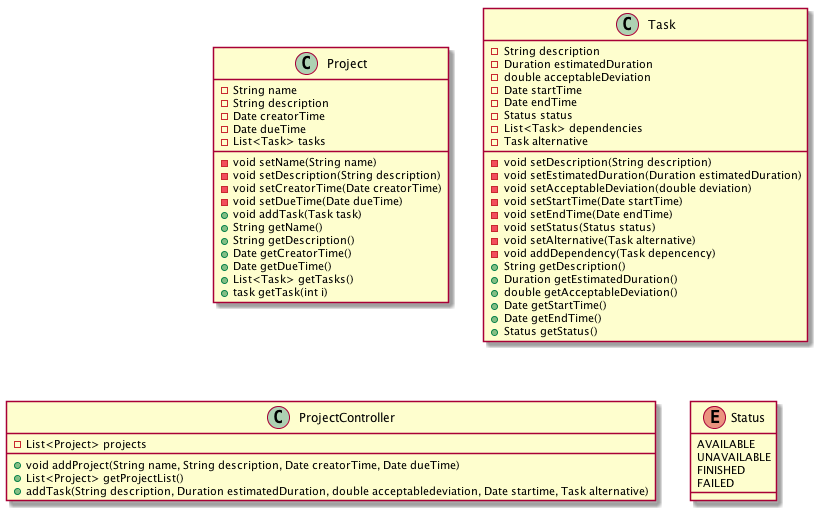 C Project
String name
String description
Date creatorTime
Date dueTime
List<Task> tasks
void setName(String name)
void setDescription(String description)
void setCreatorTime(Date creatorTime)
void setDueTime(Date dueTime)
void addTask(Task task)
String getName()
String getDescription()
Date getCreatorTime()
Date getDueTime()
List<Task> getTasks()
task getTask(int i)
C Task
String description
Duration estimatedDuration
double acceptableDeviation
Date startTime
Date endTime
Status status
List<Task> dependencies
Task alternative
void setDescription(String description)
void setEstimatedDuration(Duration estimatedDuration)
void setAcceptableDeviation(double deviation)
void setStartTime(Date startTime)
void setEndTime(Date endTime)
void setStatus(Status status)
void setAlternative(Task alternative)
void addDependency(Task depencency)
String getDescription()
Duration getEstimatedDuration()
double getAcceptableDeviation()
Date getStartTime()
Date getEndTime()
Status getStatus()
C ProjectController
List<Project> projects
void addProject(String name, String description, Date creatorTime, Date dueTime)
List<Project> getProjectList()
addTask(String description, Duration estimatedDuration, double acceptabledeviation, Date startime, Task alternative)
E Status
AVAILABLE
UNAVAILABLE
FINISHED
FAILED